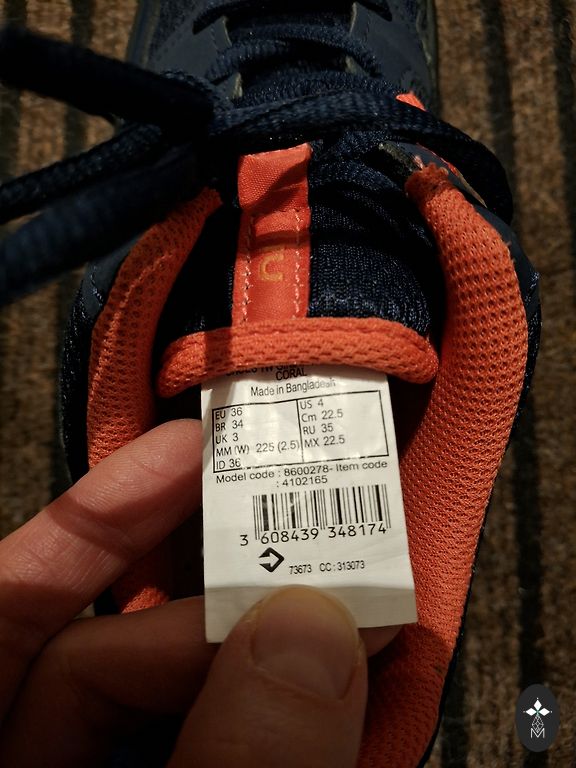 CORAL
Made in Bangladesh
EU 36 US 4
BR 34 Cm 22.5
UK 3 RU 35
MM (W) 225 (2.5) MX 22.5
ID 36
Model code : 8600278- Item code
: 4102165
3 608439 348174
73673 CC : 313073
M